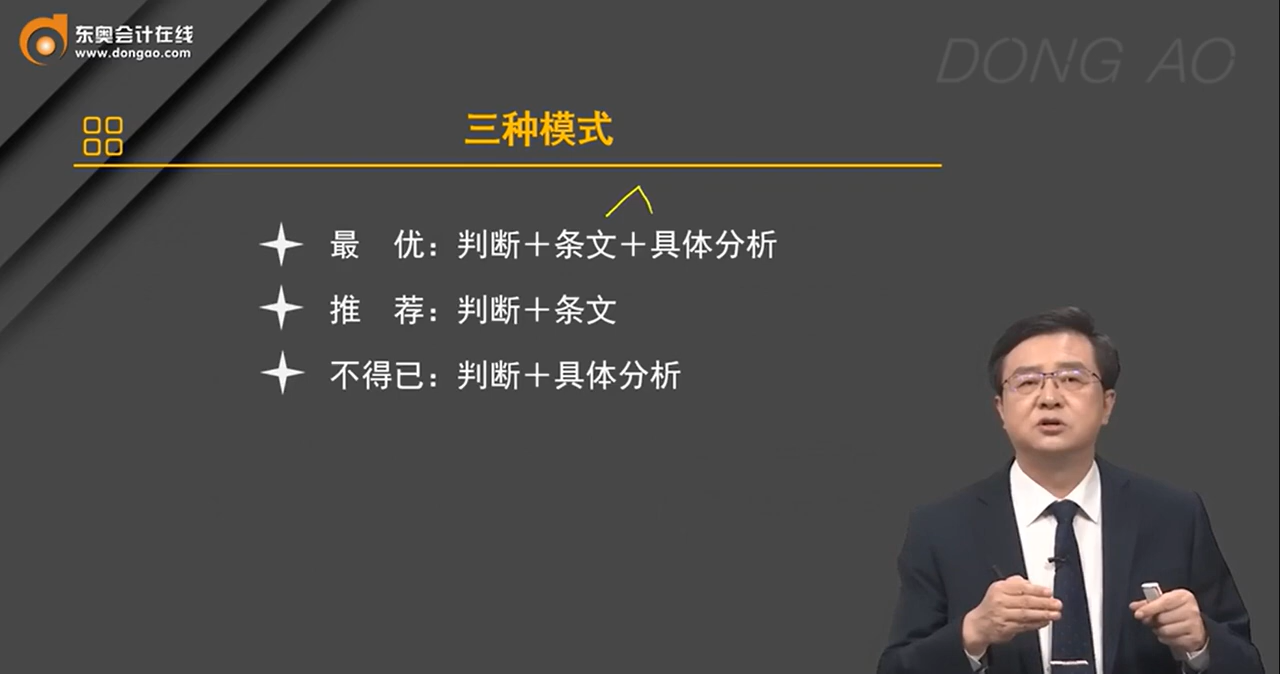 东奥会计在线
www.dongao.com
DONG AO
三种模式
最 优：判断＋条文＋具体分析
推 荐：判断＋条文
不得已：判断＋具体分析